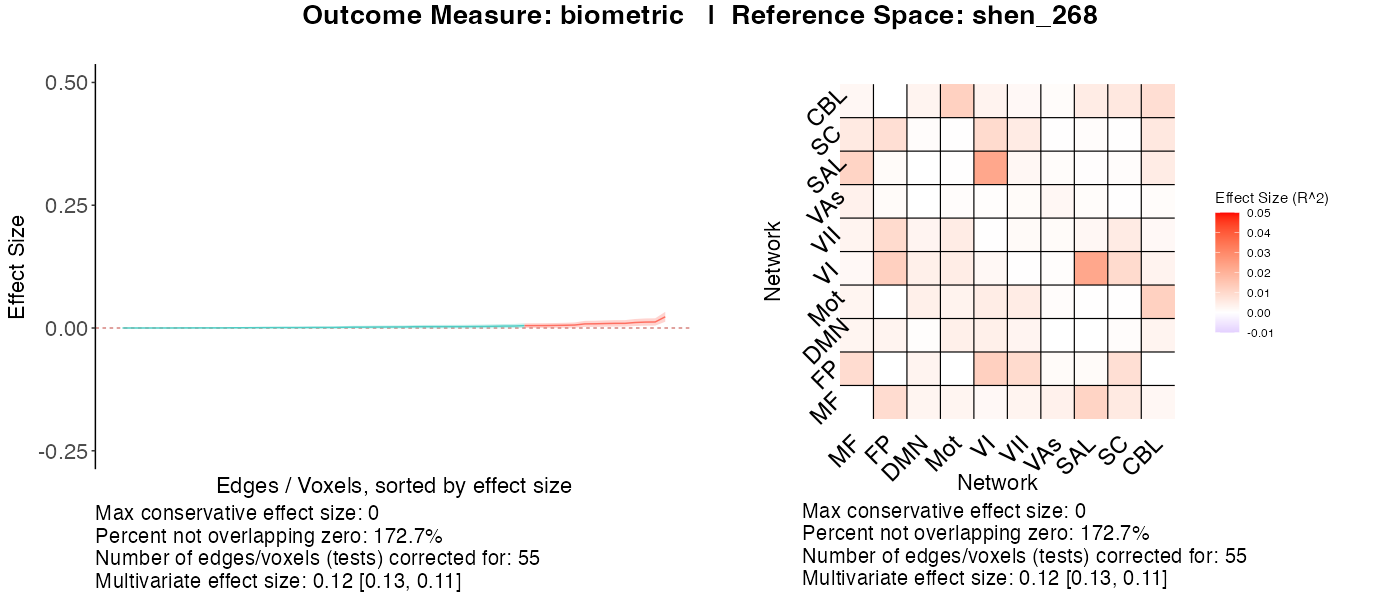 Outcome Measure: biometric | Reference Space: shen_268
0.50
0.25
0.00
-0.25
Effect Size
Edges / Voxels, sorted by effect size
Max conservative effect size: 0
Percent not overlapping zero: 172.7%
Number of edges/voxels (tests) corrected for: 55
Multivariate effect size: 0.12 [0.13, 0.11]
Network
CBL
SC
SAL
VAs
VII
VI
Mot
DMN
FP
MF
MF
FP
DMN
Mot
VI
VII
VAs
SAL
SC
CBL
Network
Max conservative effect size: 0
Percent not overlapping zero: 172.7%
Number of edges/voxels (tests) corrected for: 55
Multivariate effect size: 0.12 [0.13, 0.11]
Effect Size (R^2)
0.05
0.04
0.03
0.02
0.01
0.00
-0.01